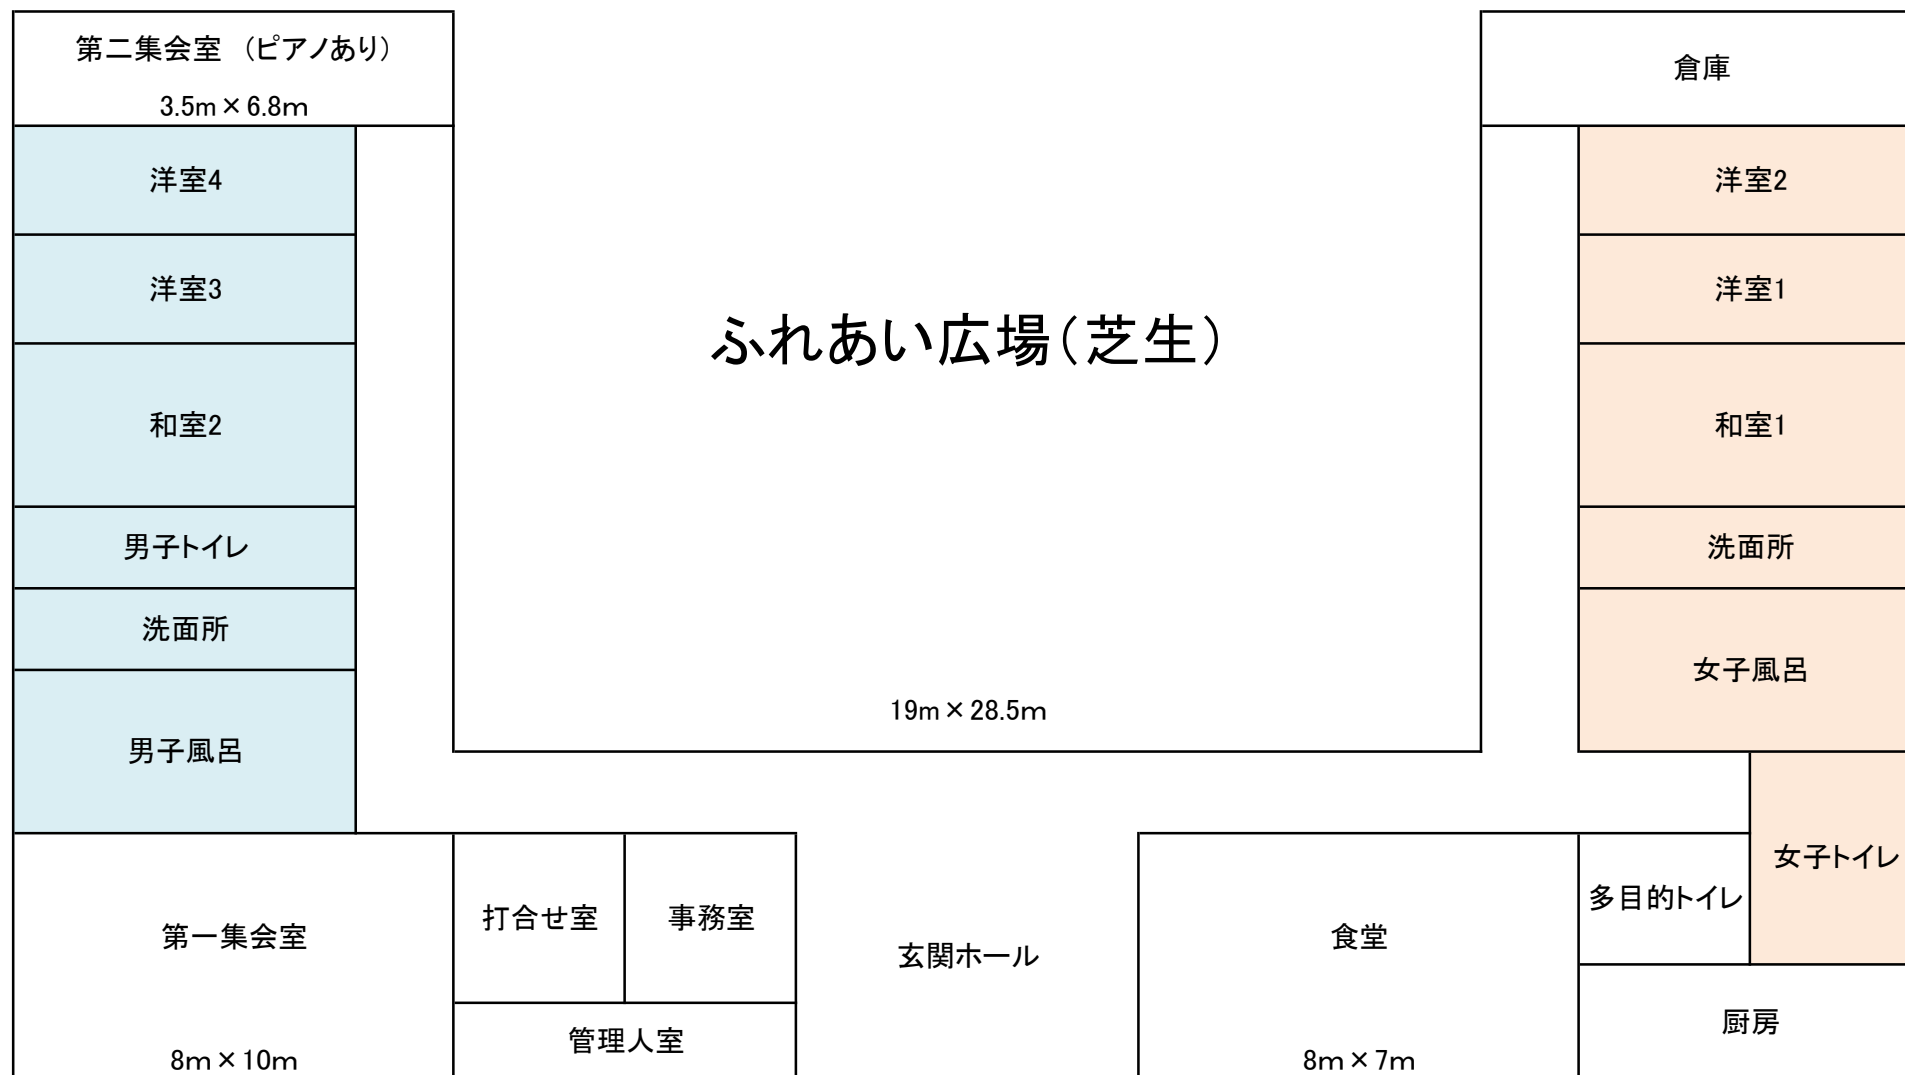 第二集会室 （ピアノあり）
3.5m×6.8m
倉庫
洋室4
洋室2
洋室3
洋室1
ふれあい広場（芝生）
和室2
和室1
男子トイレ
洗面所
洗面所
女子風呂
19m×28.5m
男子風呂
女子トイレ
多目的トイレ
打合せ室
事務室
第一集会室
食堂
玄関ホール
厨房
管理人室
8m×10m
8m×7m